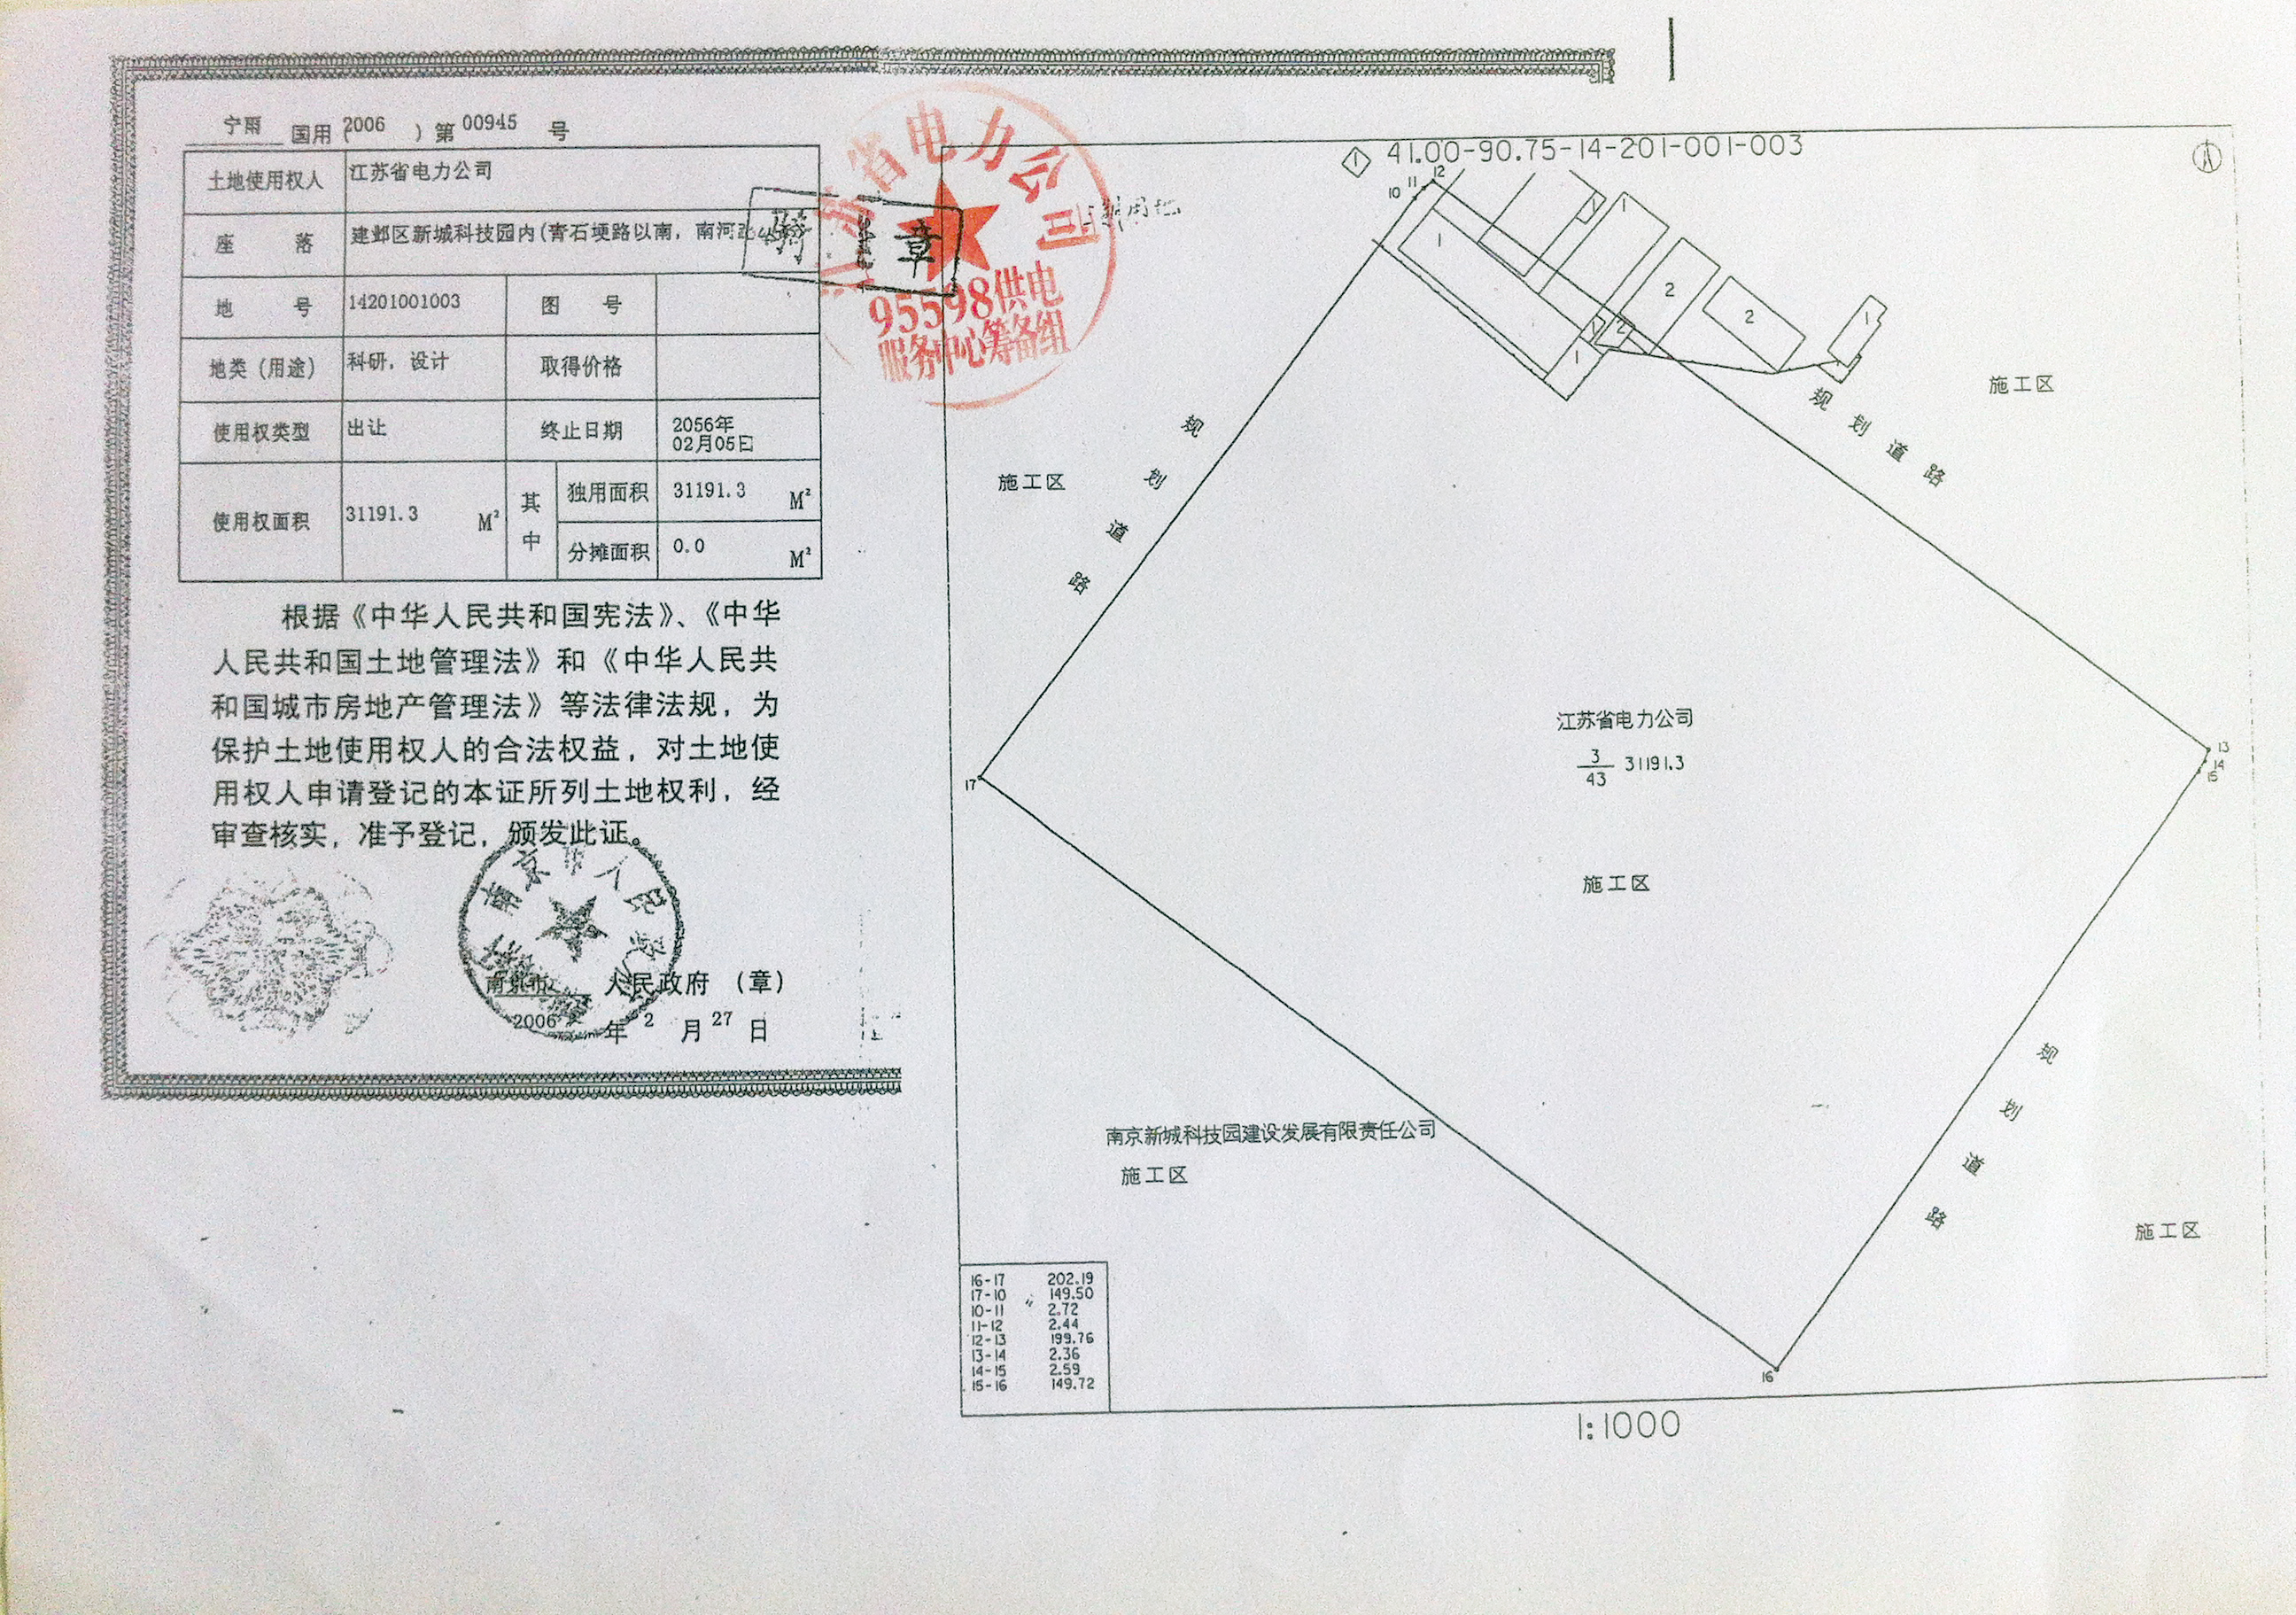 宁雨 国用(2006 )第 00945 号
土地使用权人 江苏省电力公司
座 落 建邺区新城科技园内(青石埂路以南，南河
地 号 14201001003 图 号
地类（用途） 科研，设计 取得价格
使用权类型 出让 终止日期 2056年
02月05日
使用权面积 31191.3 M² 其中 独用面积 31191.3 M²
分摊面积 0.0 M²
根据《中华人民共和国宪法》、《中华
人民共和国土地管理法》和《中华人民共
和国城市房地产管理法》等法律法规，为
保护土地使用权人的合法权益，对土地使
用权人申请登记的本证所列土地权利，经
审查核实，准予登记，颁发此证。
南京市人民
南京市 人民政府 （章）
2006 年 2 月 27 日
章
江苏省电力公司
95598供电
服务中心筹备组
1 41.00-90.75-14-201-001-003
10 11 12
1
1
1
2
2
2
1
1
1
施工区
规划道路
施工区
规划道路
江苏省电力公司
3
43
31191.3
施工区
13
14
15
17
规划道路
南京新城科技园建设发展有限责任公司
施工区
施工区
16
16-17 202.19
17-10 149.50
10-11 2.72
11-12 2.44
12-13 199.76
13-14 2.36
14-15 2.59
15-16 149.72
1:1000